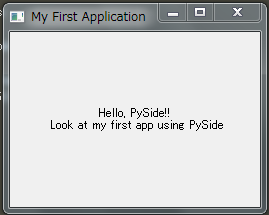 My First Application
Hello, PySide!!
Look at my first app using PySide